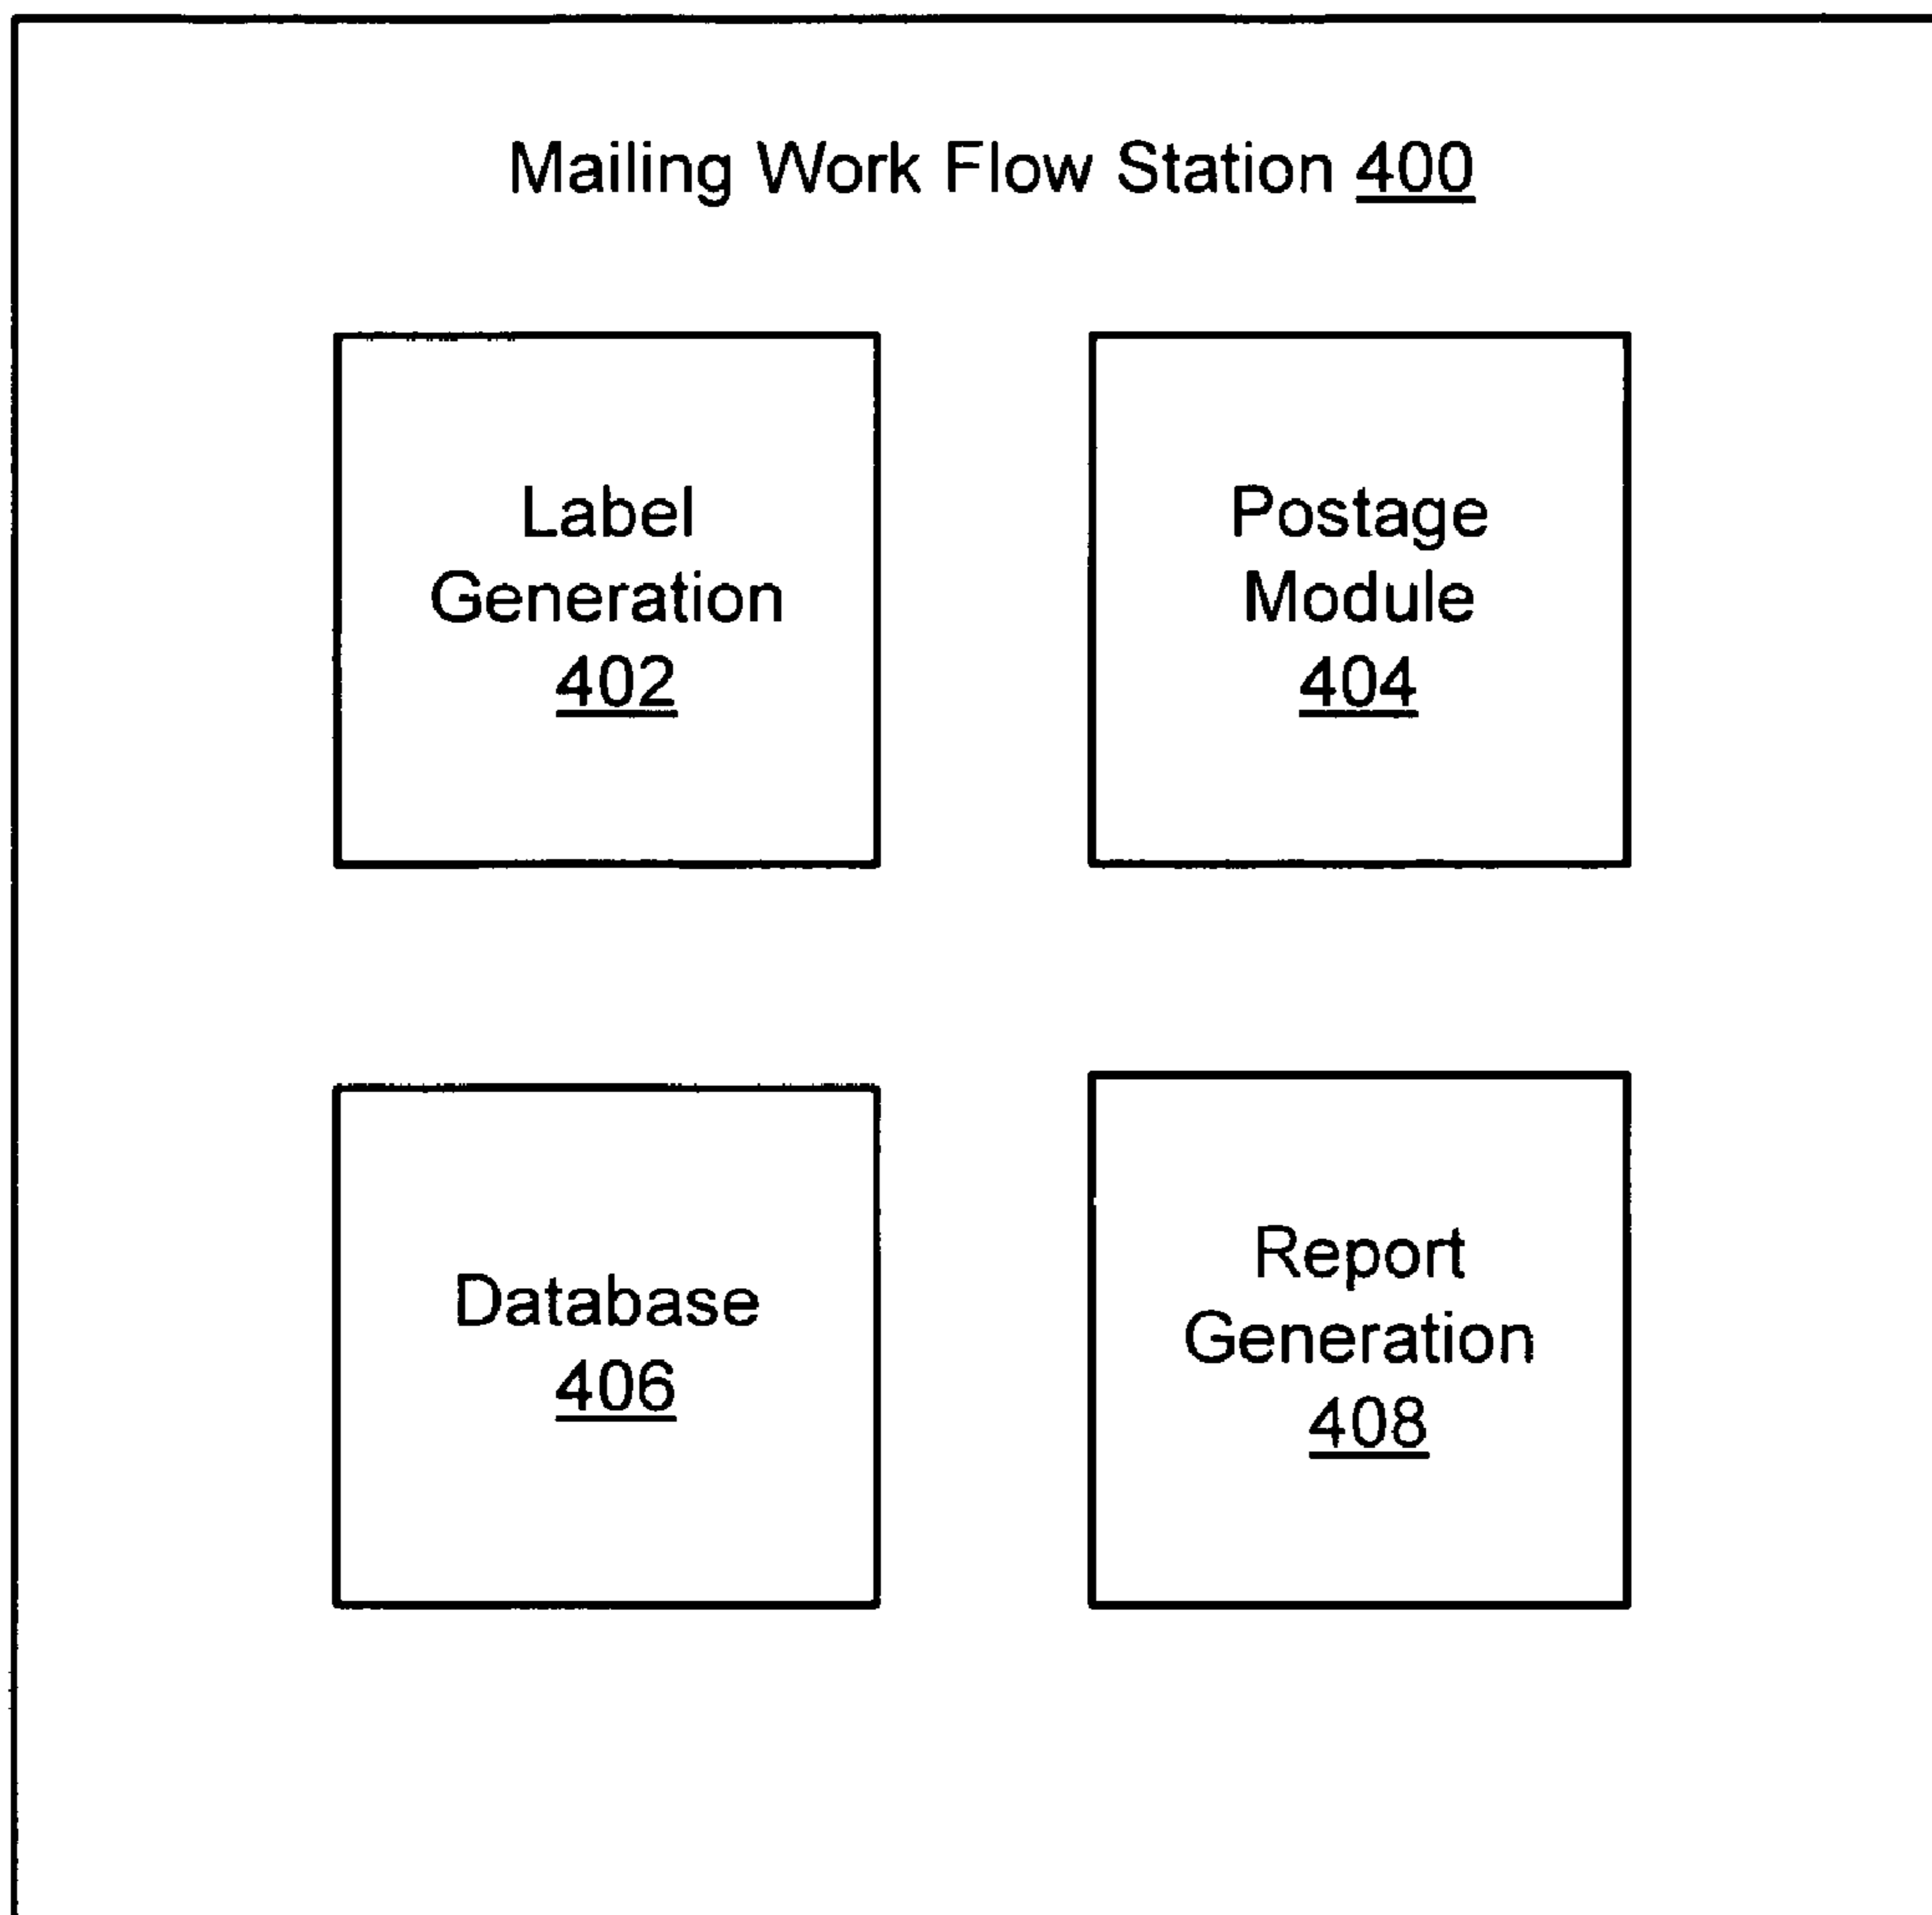 Mailing Work Flow Station 400
Label
Generation
402
Postage
Module
404
Database
406
Report
Generation
408